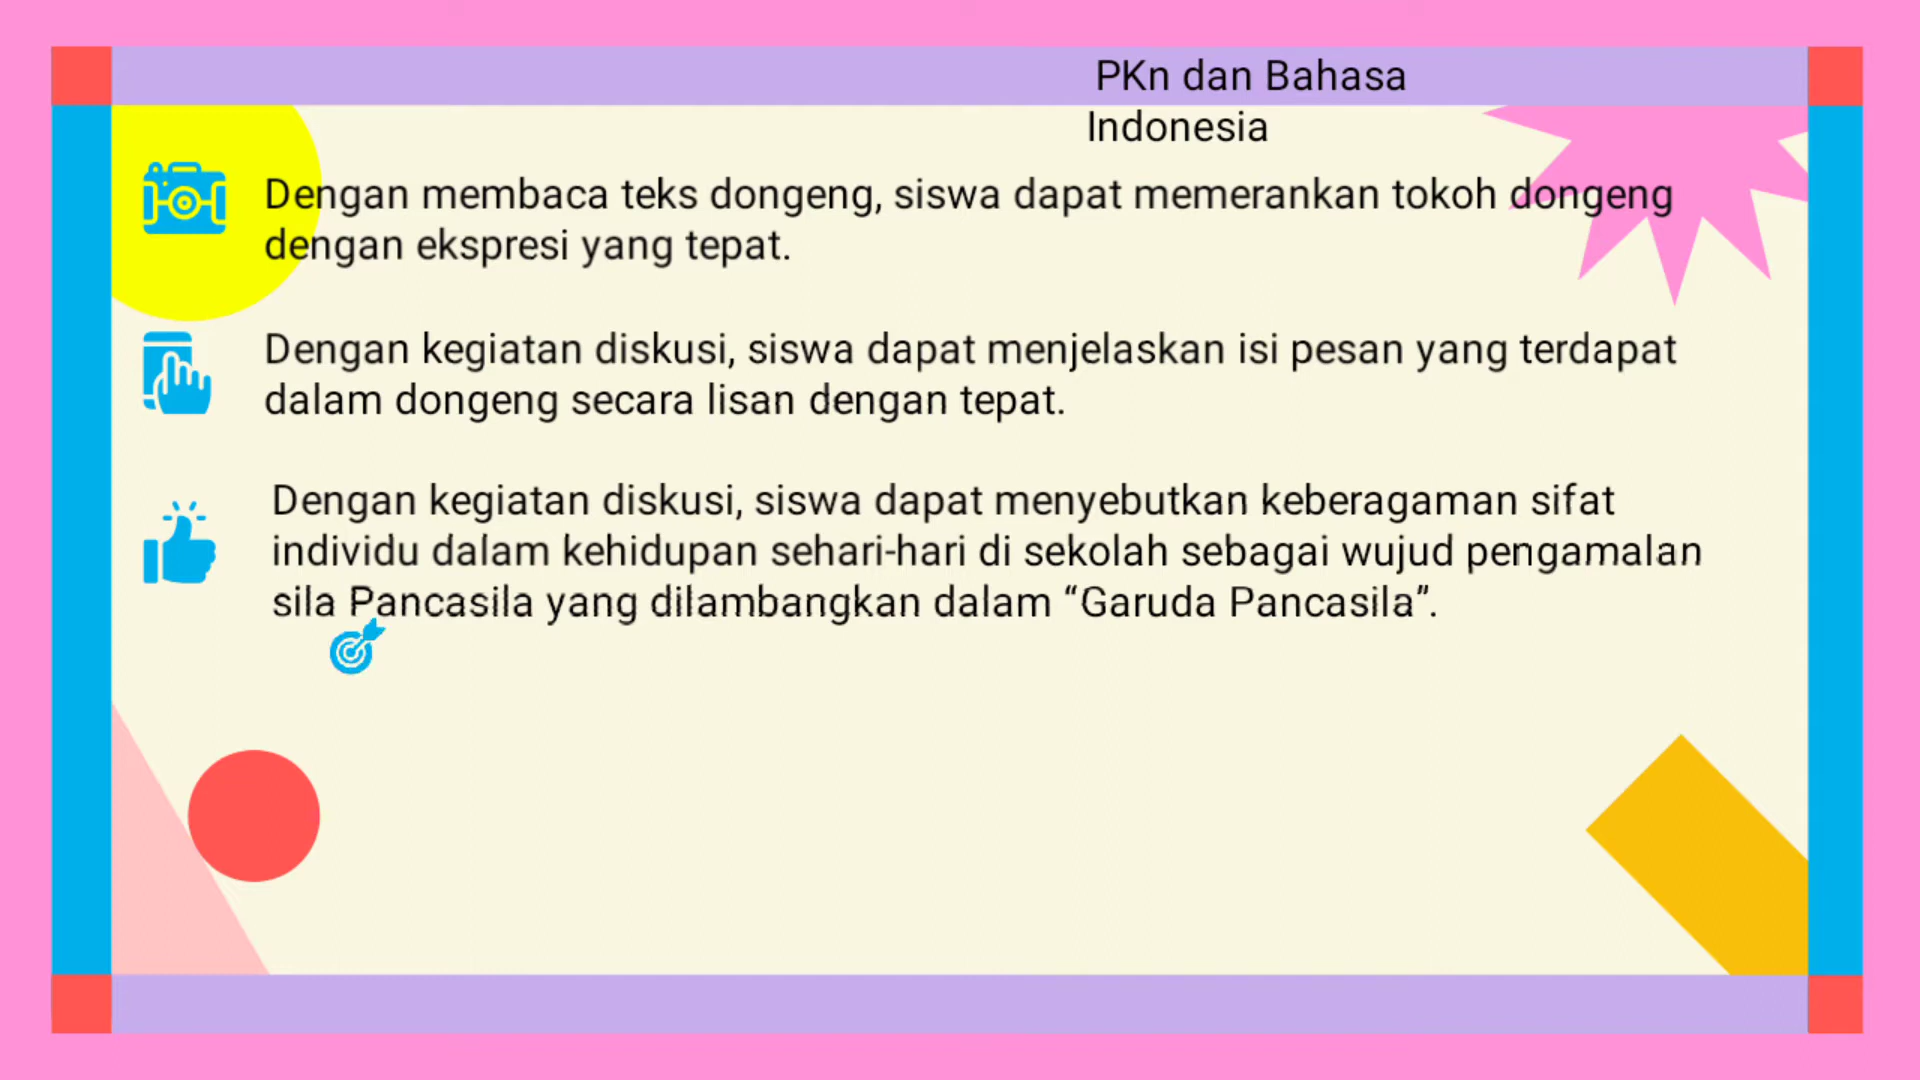 PKn dan Bahasa
Indonesia
Dengan membaca teks dongeng, siswa dapat memerankan tokoh dongeng
dengan ekspresi yang tepat.
Dengan kegiatan diskusi, siswa dapat menjelaskan isi pesan yang terdapat
dalam dongeng secara lisan dengan tepat.
Dengan kegiatan diskusi, siswa dapat menyebutkan keberagaman sifat
individu dalam kehidupan sehari-hari di sekolah sebagai wujud pengamalan
sila Pancasila yang dilambangkan dalam “Garuda Pancasila”.